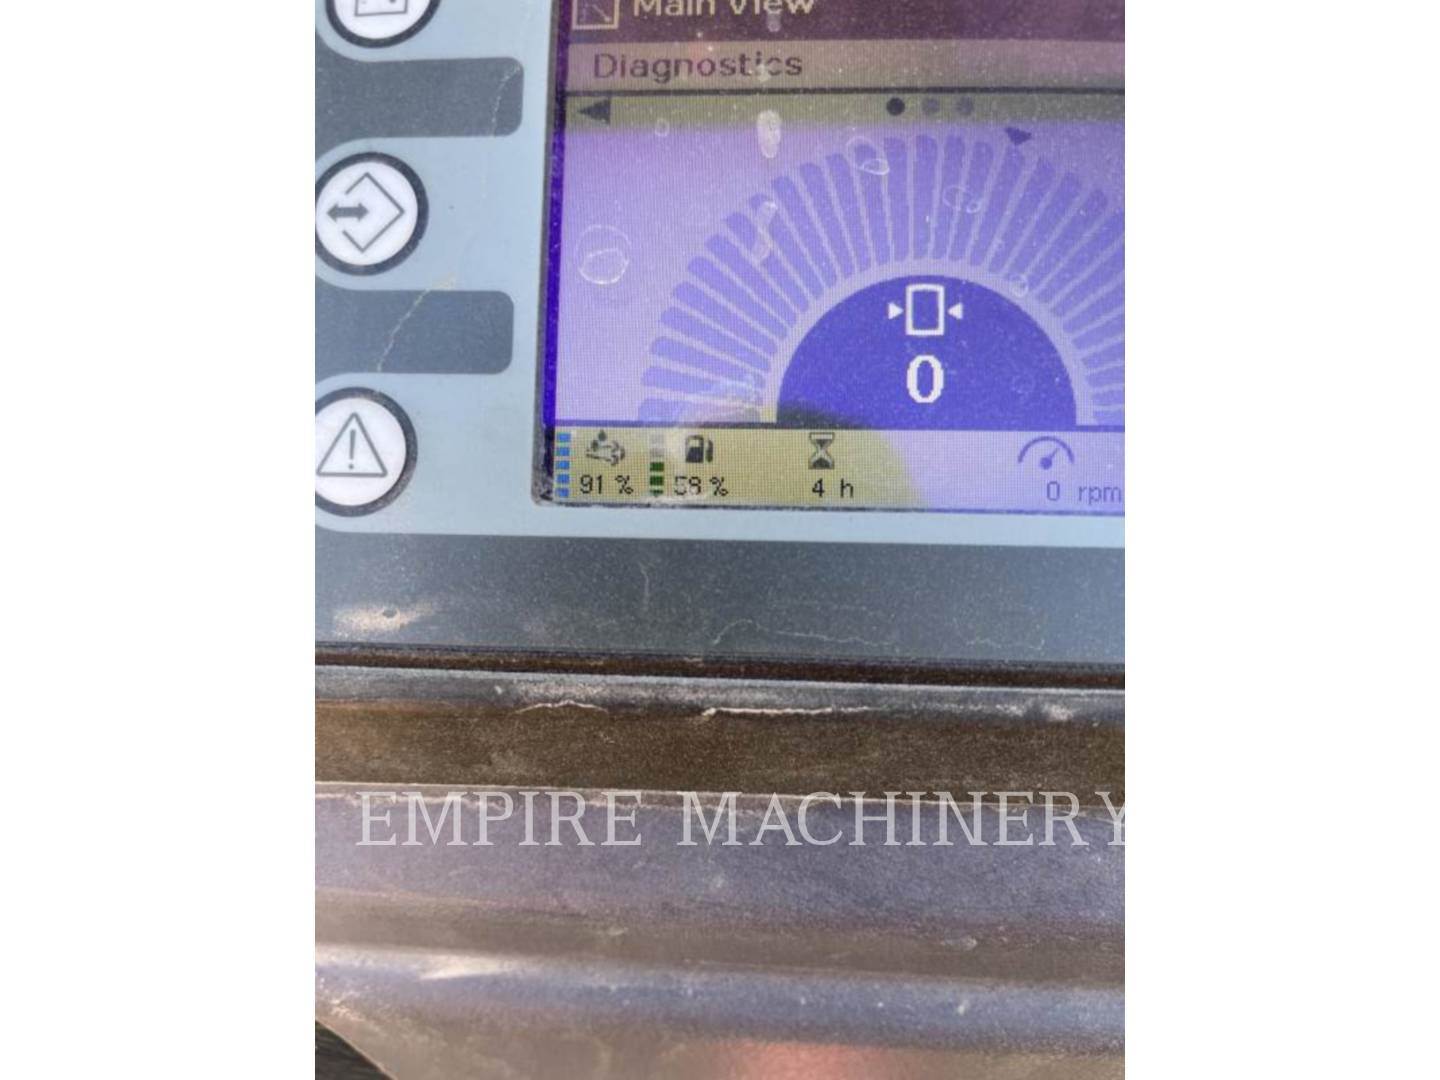 Main View
Diagnostics
0
91 % 58 % 4 h 0 rpm
EMPIRE MACHINERY